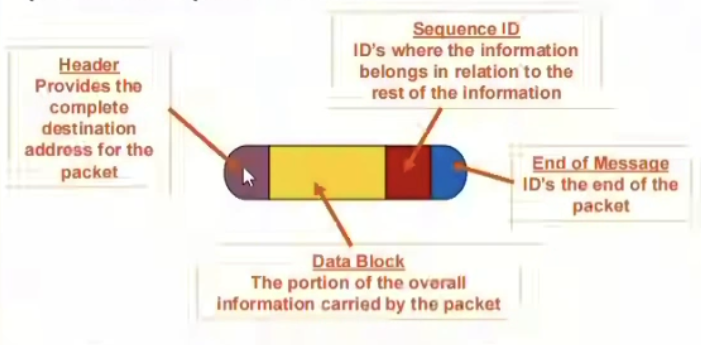 Sequence ID
ID's where the information
belongs in relation to the
rest of the information
Header
Provides the
complete
destination
address for the
packet
End of Message
ID's the end of the
packet
Data Block
The portion of the overall
information carried by the packet